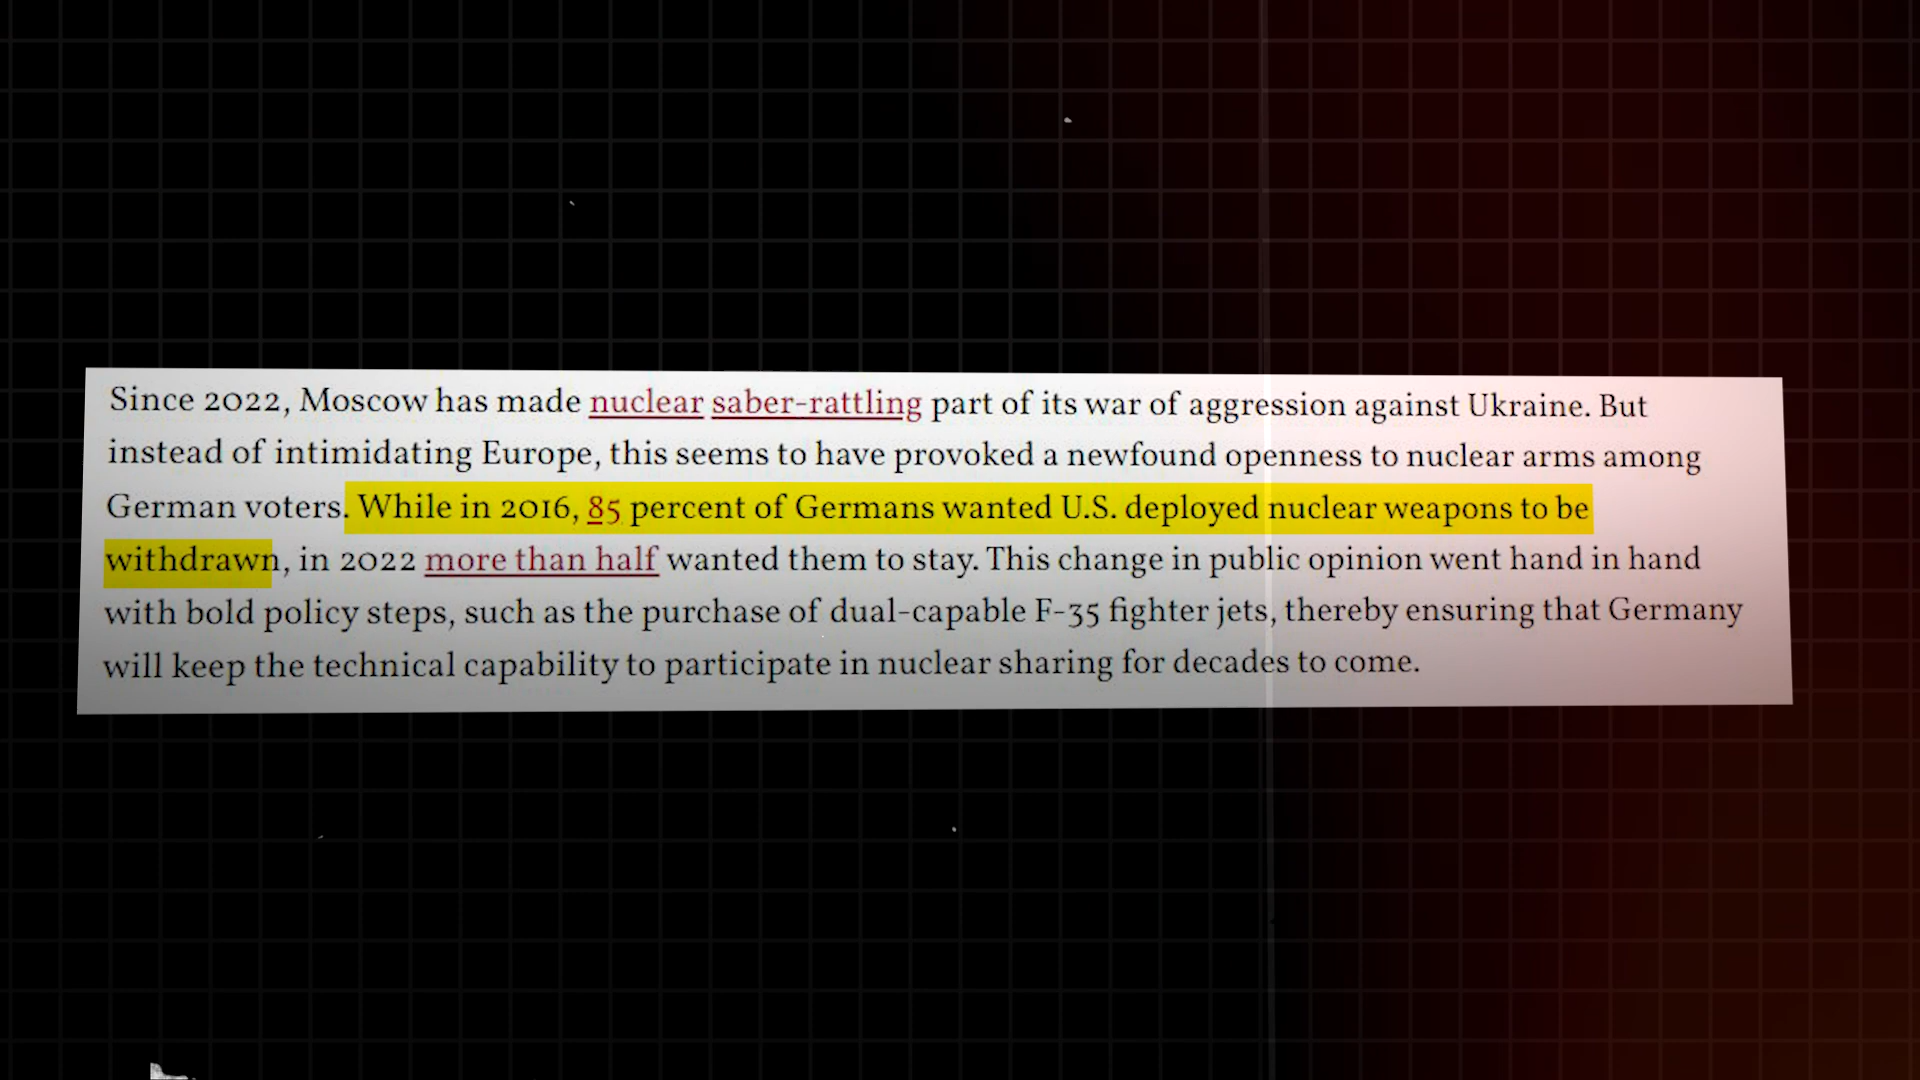 Since 2022, Moscow has made nuclear saber-rattling part of its war of aggression against Ukraine. But
instead of intimidating Europe, this seems to have provoked a newfound openness to nuclear arms among
German voters. While in 2016, 85 percent of Germans wanted U.S. deployed nuclear weapons to be
withdrawn, in 2022 more than half wanted them to stay. This change in public opinion went hand in hand
with bold policy steps, such as the purchase of dual-capable F-35 fighter jets, thereby ensuring that Germany
will keep the technical capability to participate in nuclear sharing for decades to come.